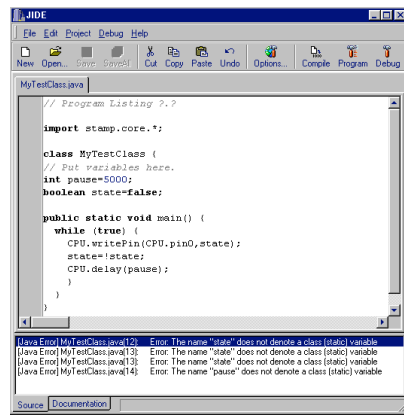 JIDE
File Edit Project Debug Help
New Open... Save SaveAll Cut Copy Paste Undo Options... Compile Program Debug
MyTestClass.java
// Program Listing ?.?
import stamp.core.*;
class MyTestClass {
// Put variables here.
int pause=5000;
boolean state=false;
public static void main() {
while (true) {
CPU.writePin(CPU.pin0,state);
state=!state;
CPU.delay(pause);
}
}
}
[Java Error] MyTestClass.java[12]: Error: The name "state" does not denote a class (static) variable
[Java Error] MyTestClass.java[13]: Error: The name "state" does not denote a class (static) variable
[Java Error] MyTestClass.java[13]: Error: The name "state" does not denote a class (static) variable
[Java Error] MyTestClass.java[14]: Error: The name "pause" does not denote a class (static) variable
Source Documentation